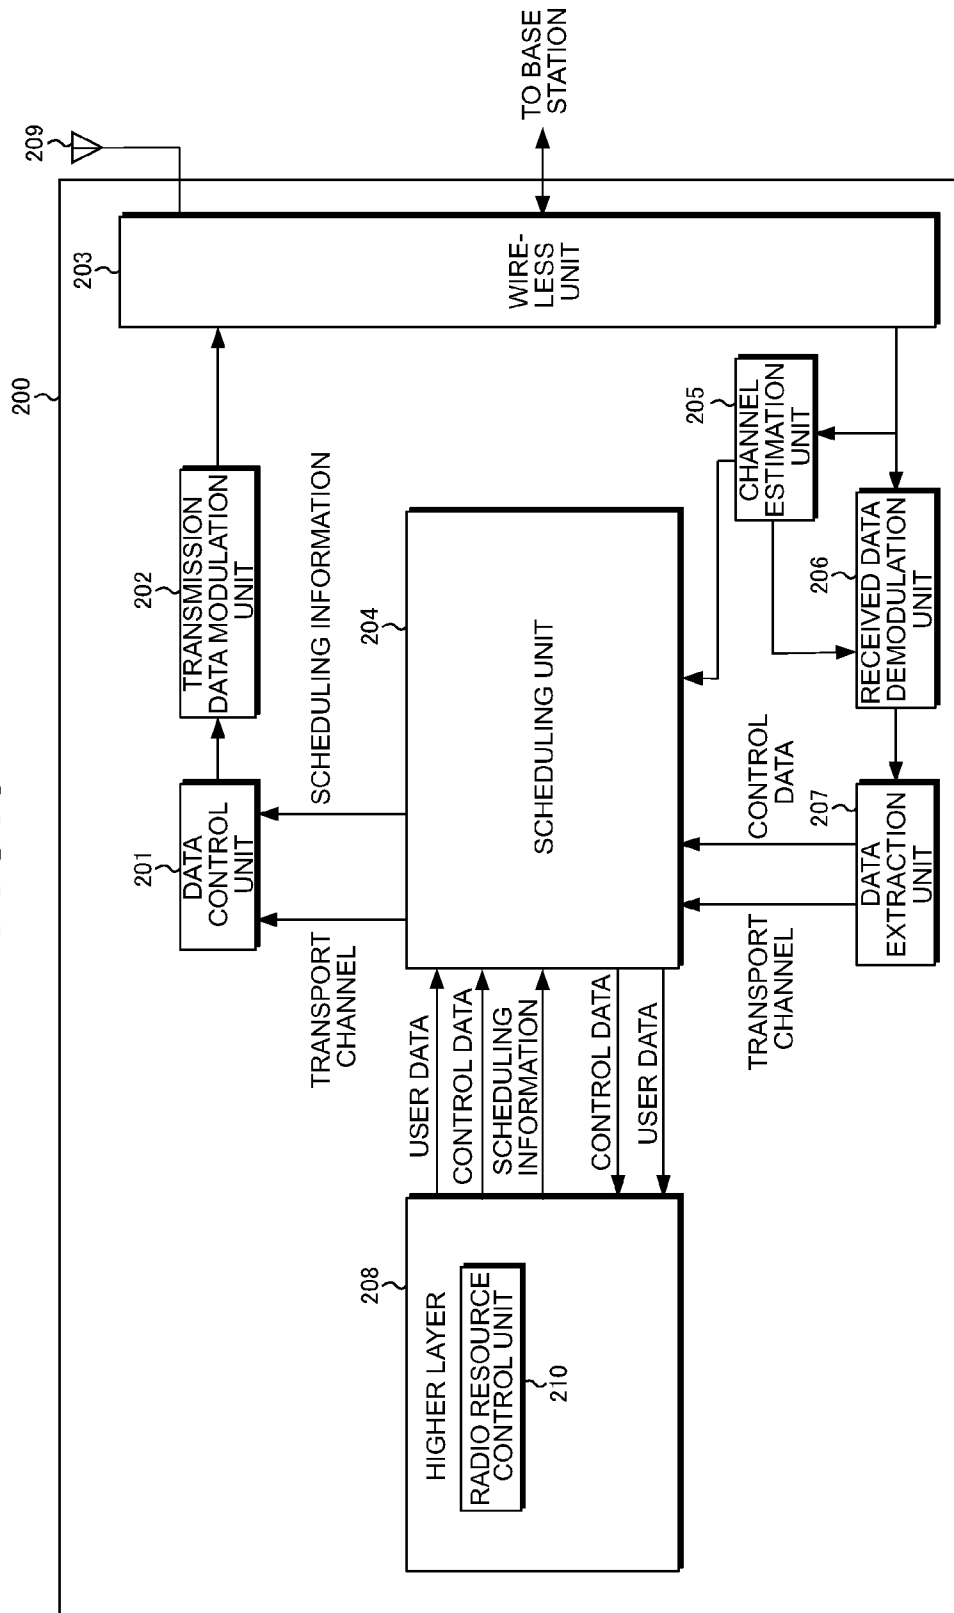 200
209
208
HIGHER LAYER
RADIO RESOURCE
CONTROL UNIT
210
USER DATA
CONTROL DATA
SCHEDULING
INFORMATION
CONTROL DATA
USER DATA
201
DATA
CONTROL
UNIT
TRANSPORT
CHANNEL
SCHEDULING INFORMATION
202
TRANSMISSION
DATA MODULATION
UNIT
204
SCHEDULING UNIT
203
WIRE-
LESS
UNIT
TO BASE
STATION
205
CHANNEL
ESTIMATION
UNIT
206
RECEIVED DATA
DEMODULATION
UNIT
CONTROL
DATA
TRANSPORT
CHANNEL
207
DATA
EXTRACTION
UNIT